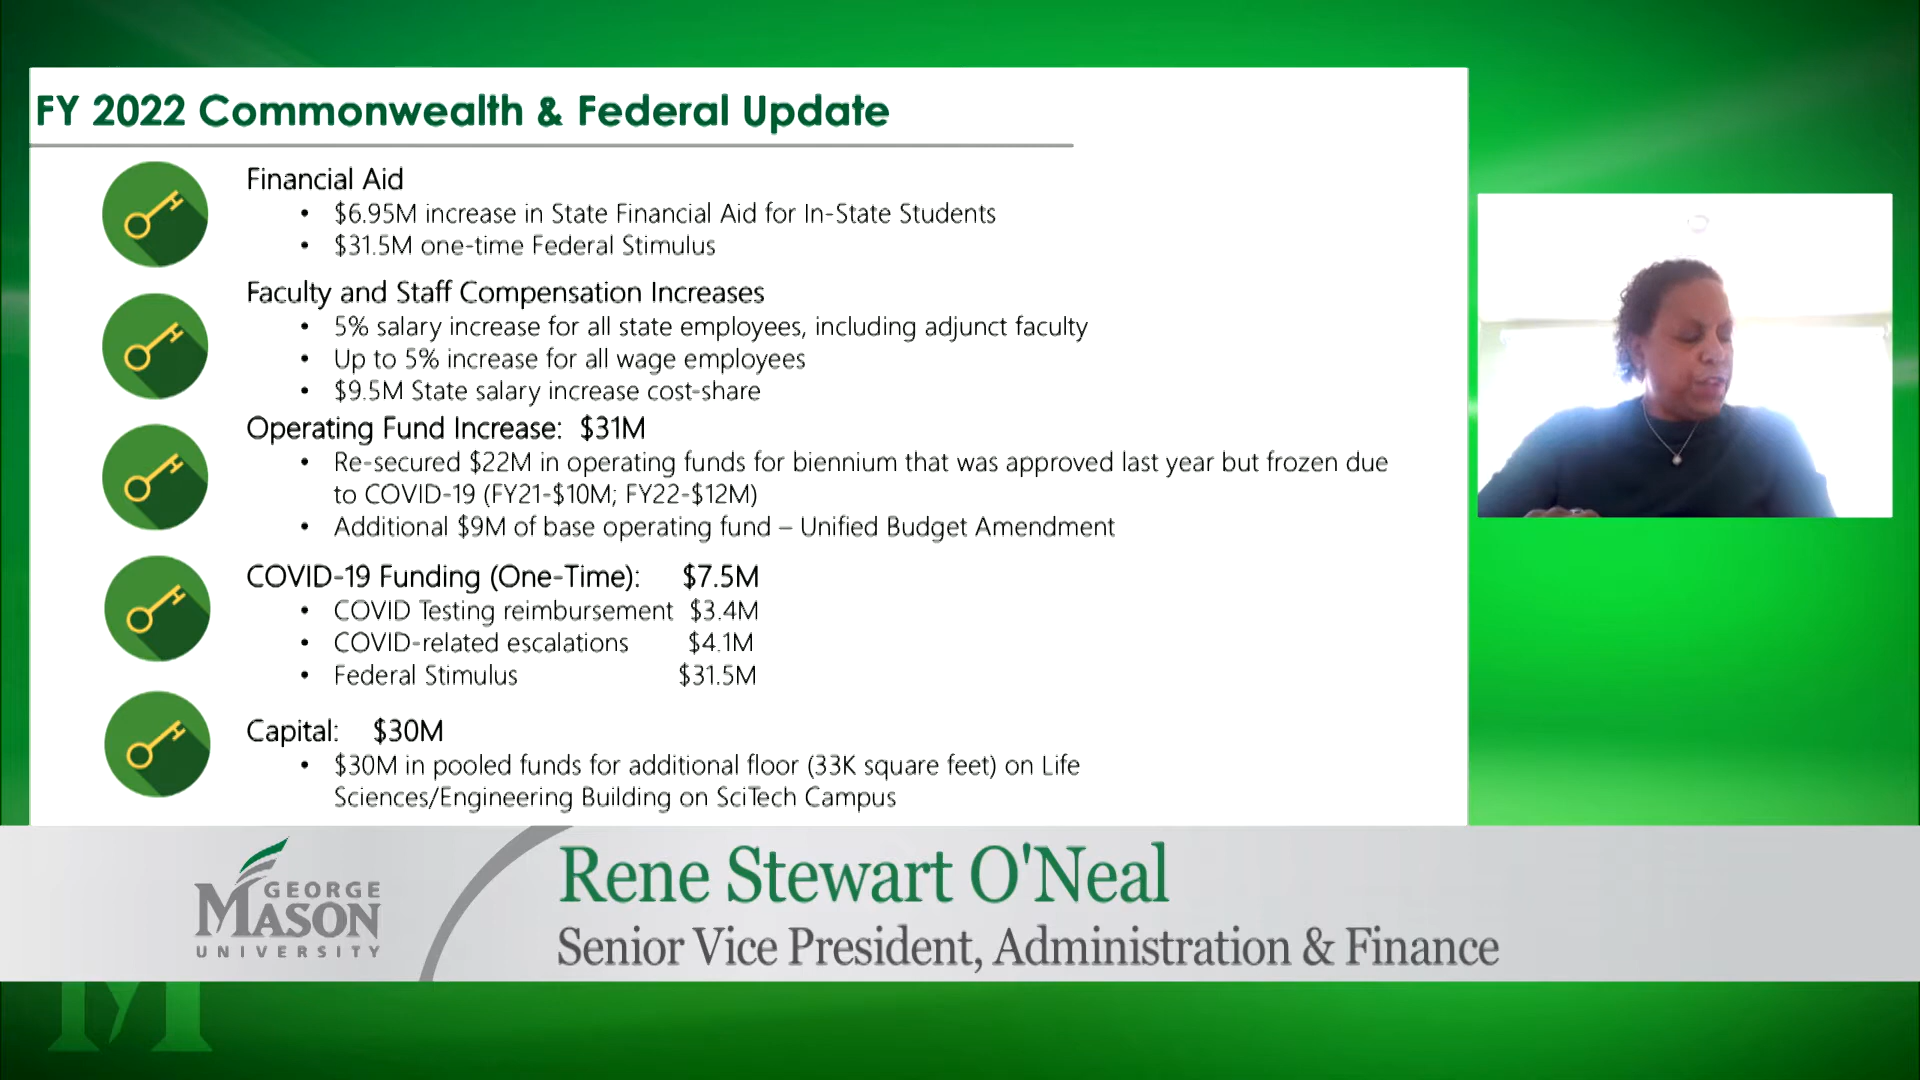 FY 2022 Commonwealth & Federal Update
Financial Aid
• $6.95M increase in State Financial Aid for In-State Students
• $31.5M one-time Federal Stimulus
Faculty and Staff Compensation Increases
• 5% salary increase for all state employees, including adjunct faculty
• Up to 5% increase for all wage employees
• $9.5M State salary increase cost-share
Operating Fund Increase: $31M
• Re-secured $22M in operating funds for biennium that was approved last year but frozen due
to COVID-19 (FY21-$10M; FY22-$12M)
• Additional $9M of base operating fund – Unified Budget Amendment
COVID-19 Funding (One-Time): $7.5M
• COVID Testing reimbursement $3.4M
• COVID-related escalations $4.1M
• Federal Stimulus $31.5M
Capital: $30M
• $30M in pooled funds for additional floor (33K square feet) on Life
Sciences/Engineering Building on SciTech Campus
GEORGE
MASON
UNIVERSITY
Rene Stewart O'Neal
Senior Vice President, Administration & Finance
M